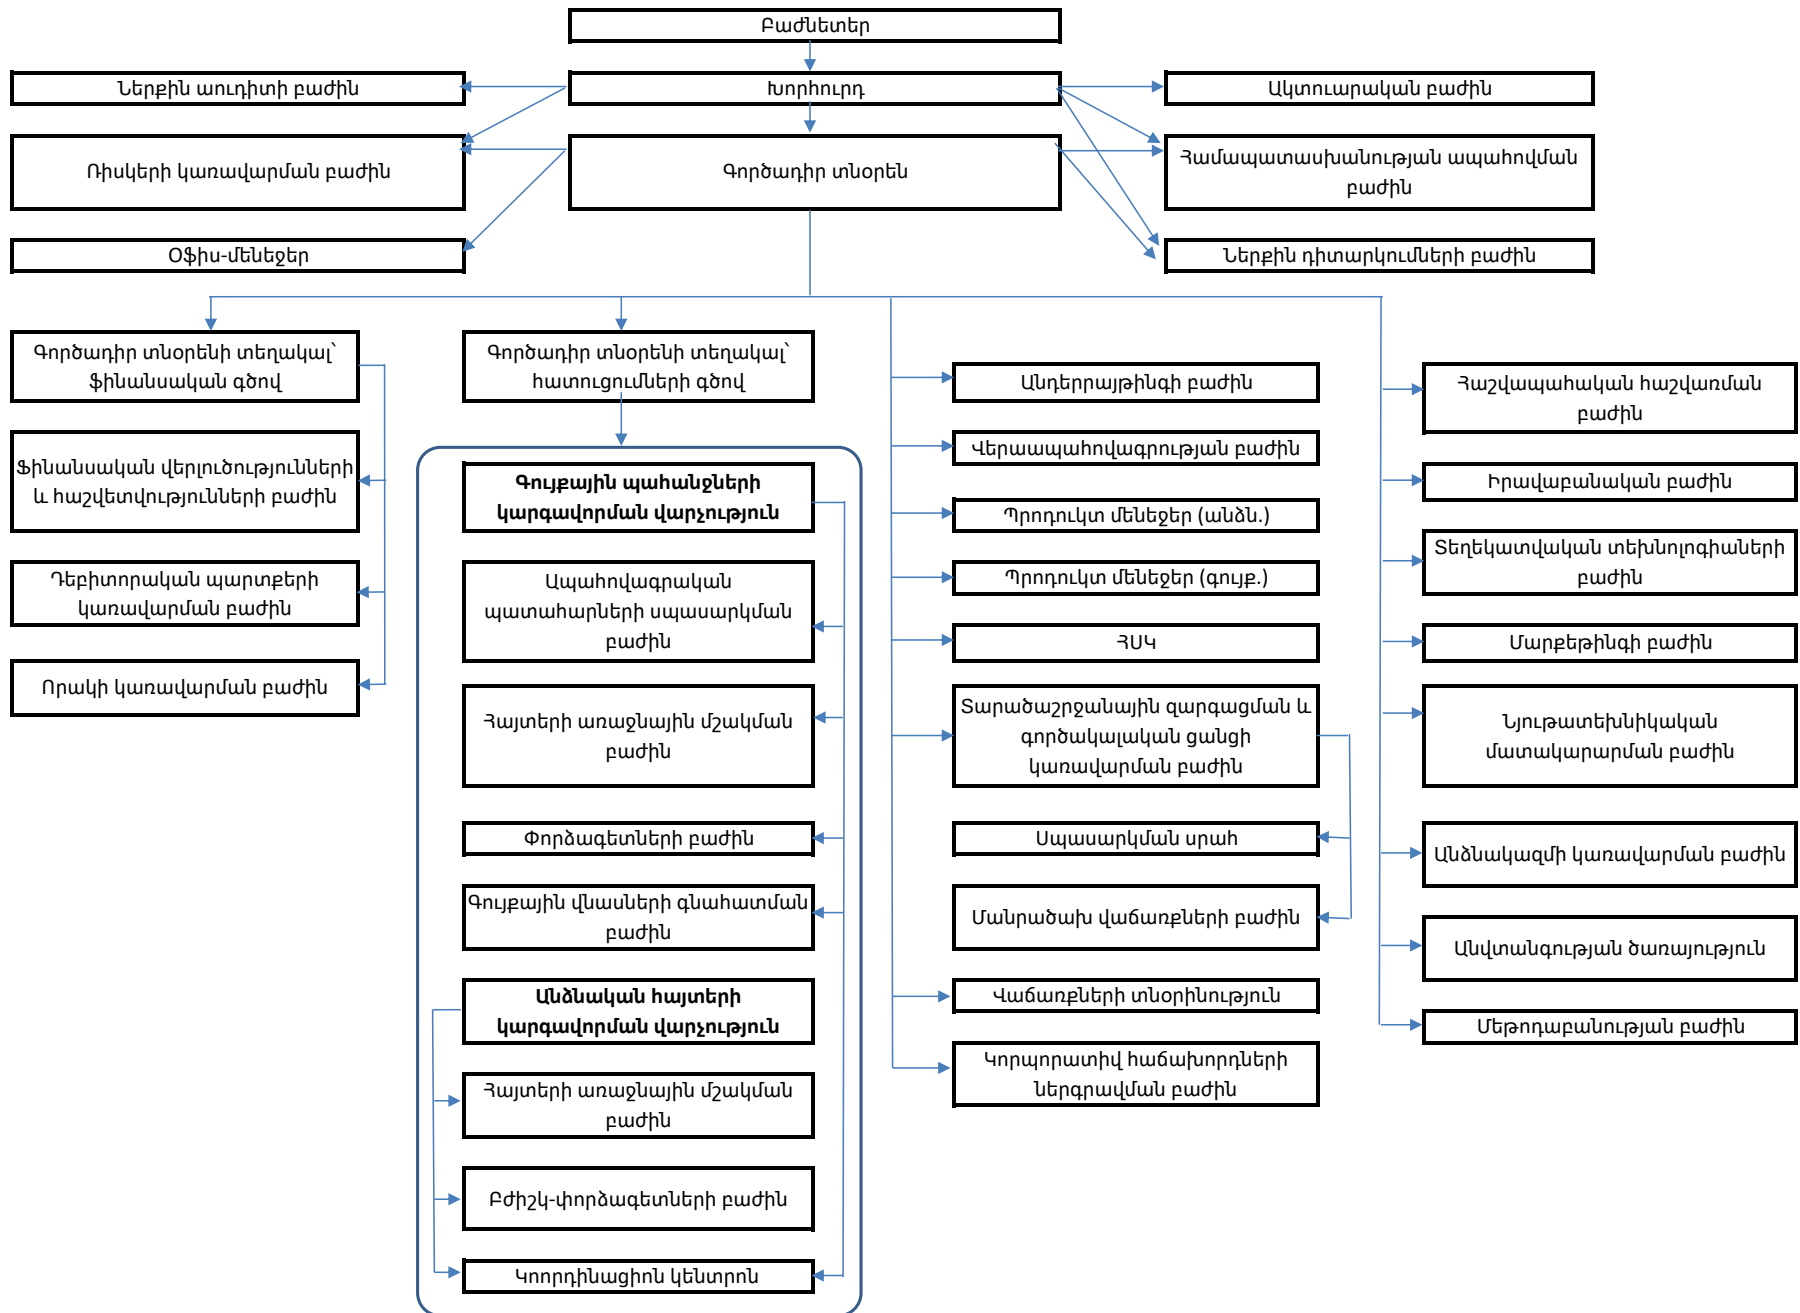 Բաժնետեր
Ներքին աուդիտի բաժին
Խորհուրդ
Ակտուարական բաժին
Ռիսկերի կառավարման բաժին
Գործադիր տնօրեն
Համապատասխանության ապահովման
բաժին
Օֆիս-մենեջեր
Ներքին դիտարկումների բաժին
Գործադիր տնօրենի տեղակալ՝
ֆինանսական գծով
Ֆինանսական վերլուծությունների
և հաշվետվությունների բաժին
Դեբիտորական պարտքերի
կառավարման բաժին
Որակի կառավարման բաժին
Գործադիր տնօրենի տեղակալ՝
հատուցումների գծով
Գույքային պահանջների
կարգավորման վարչություն
Ապահովագրական
պատահարների սպասարկման
բաժին
Հայտերի առաջնային մշակման
բաժին
Փորձագետների բաժին
Գույքային վնասների գնահատման
բաժին
Անձնական հայտերի
կարգավորման վարչություն
Հայտերի առաջնային մշակման
բաժին
Բժիշկ-փորձագետների բաժին
Կոորդինացիոն կենտրոն
Անդերրայթինգի բաժին
Վերաապահովագրության բաժին
Պրոդուկտ մենեջեր (անձն.)
Պրոդուկտ մենեջեր (գույք.)
ՀՍԿ
Տարածաշրջանային զարգացման և
գործակալական ցանցի
կառավարման բաժին
Սպասարկման սրահ
Մանրածախ վաճառքների բաժին
Վաճառքների տնօրինություն
Կորպորատիվ հաճախորդների
ներգրավման բաժին
Հաշվապահական հաշվառման
բաժին
Իրավաբանական բաժին
Տեղեկատվական տեխնոլոգիաների
բաժին
Մարքեթինգի բաժին
Նյութատեխնիկական
մատակարարման բաժին
Անձնակազմի կառավարման բաժին
Անվտանգության ծառայություն
Մեթոդաբանության բաժին